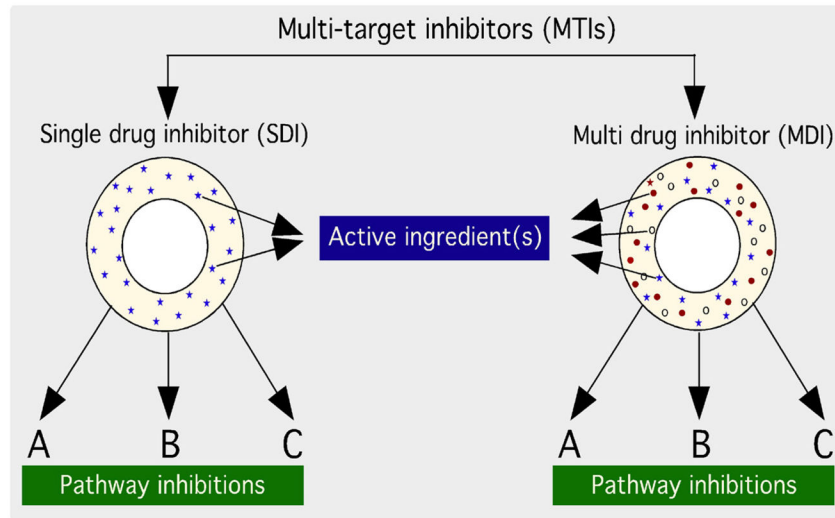 Multi-target inhibitors (MTIs)
Single drug inhibitor (SDI)
Multi drug inhibitor (MDI)
Active ingredient(s)
A B C
A B C
Pathway inhibitions
Pathway inhibitions